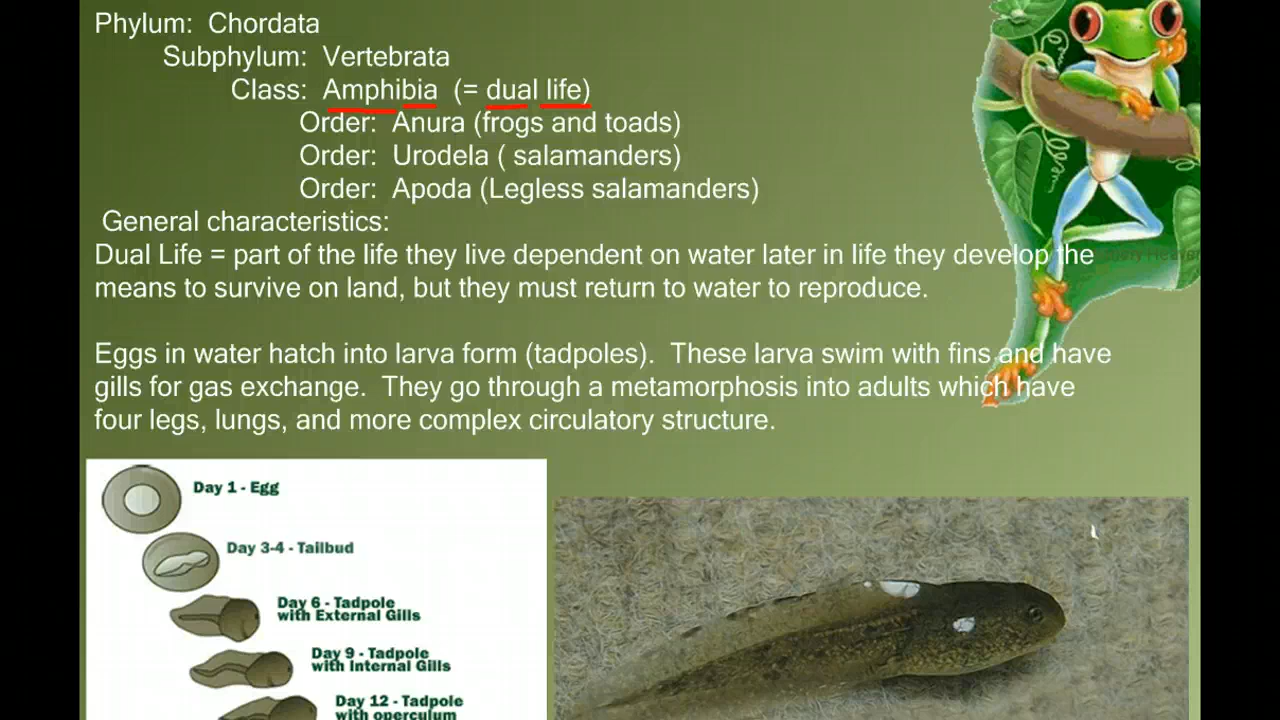 Phylum:  Chordata
Subphylum:  Vertebrata
Class:  Amphibia  (= dual life)
Order:  Anura (frogs and toads)
Order:  Urodela ( salamanders)
Order:  Apoda (Legless salamanders)
General characteristics:
Dual Life = part of the life they live dependent on water later in life they develop the
means to survive on land, but they must return to water to reproduce.
Eggs in water hatch into larva form (tadpoles).  These larva swim with fins and have
gills for gas exchange.  They go through a metamorphosis into adults which have
four legs, lungs, and more complex circulatory structure.
Day 1 - Egg
Day 3-4 - Tailbud
Day 6 - Tadpole
with External Gills
Day 9 - Tadpole
with Internal Gills
Day 12 - Tadpole
with operculum